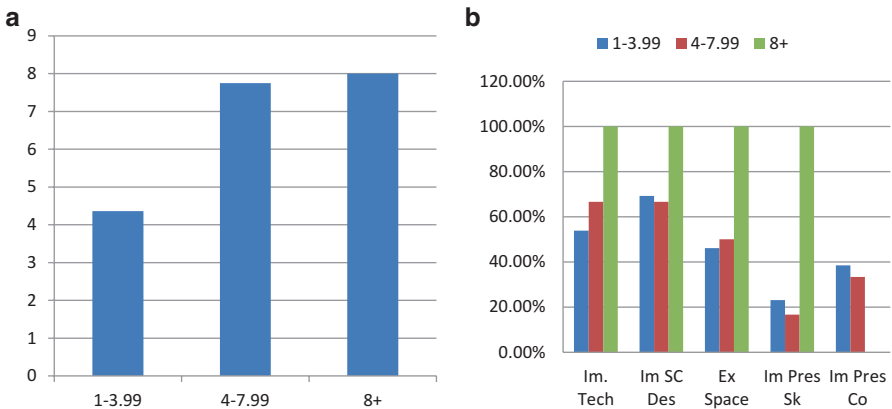 a
9
8
7
6
5
4
3
2
1
0
1-3.99 4-7.99 8+
b
1-3.99 4-7.99 8+
120.00%
100.00%
80.00%
60.00%
40.00%
20.00%
0.00%
Im. Tech
Im SC Des
Ex Space
Im Pres Sk
Im Pres Co